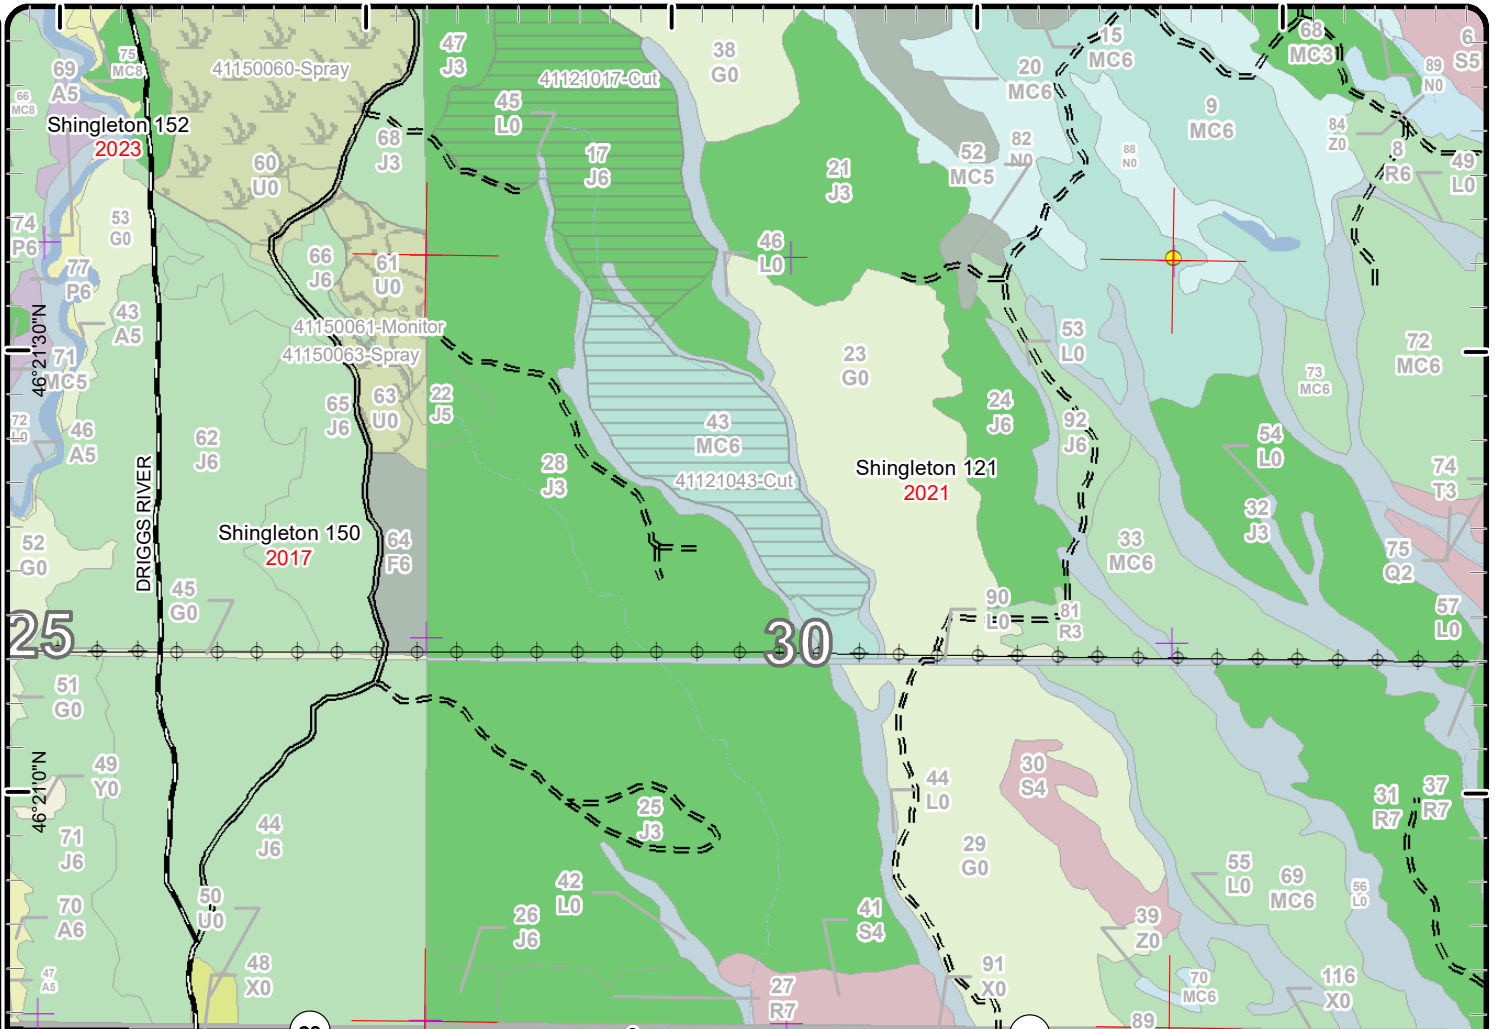 69
A5
75
MC8
66
MC8
Shingleton 152
2023
41150060-Spray
47
J3
45
L0
41121017-Cut
38
G0
15
MC6
20
MC6
9
MC6
68
MC3
89
N0
6
S5
84
Z0
8
R6
49
L0
88
N0
82
N0
52
MC5
21
J3
17
J6
68
J3
60
U0
53
G0
74
P6
77
P6
66
J6
61
U0
46
L0
43
A5
46°21'30"N
41150061-Monitor
41150063-Spray
71
MC5
72
L0
46
A5
62
J6
65
J6
63
U0
22
J5
43
MC6
41121043-Cut
23
G0
24
J6
53
L0
92
J6
73
MC6
72
MC6
54
L0
74
T3
28
J3
Shingleton 121
2021
32
J3
33
MC6
75
Q2
57
L0
DRIGGS RIVER
Shingleton 150
2017
64
F6
52
G0
45
G0
25
30
90
L0
81
R3
51
G0
49
Y0
46°21'0"N
71
J6
44
J6
25
J3
44
L0
30
S4
29
G0
31
R7
37
R7
55
L0
69
MC6
56
L0
42
L0
26
J6
41
S4
39
Z0
50
U0
70
A6
47
A5
48
X0
27
R7
91
X0
70
MC6
116
X0
89